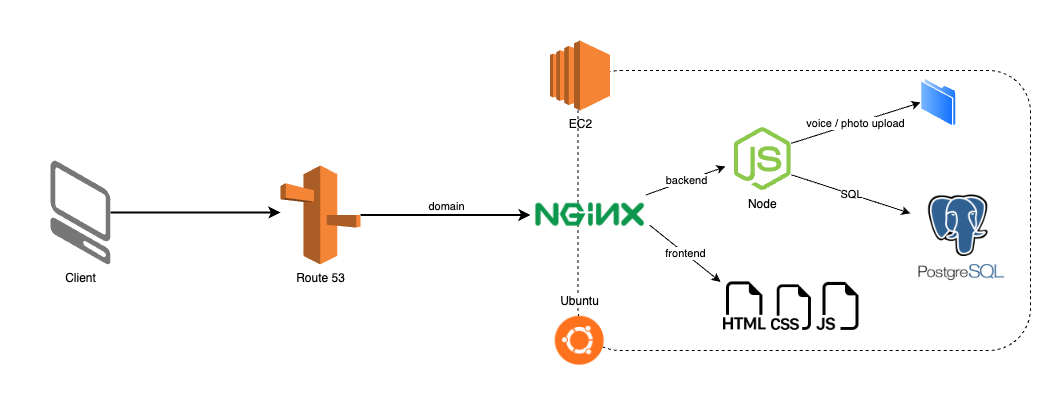 EC2
voice / photo upload
JS
backend
SQL
Node
domain
NGiNX
frontend
PostgreSQL
Client
Route 53
Ubuntu
HTML CSS JS